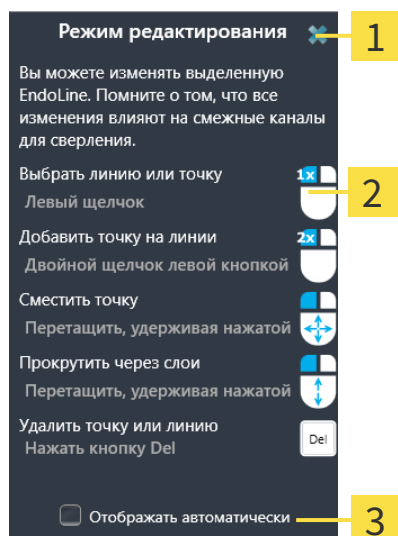 Режим редактирования
1
Вы можете изменять выделенную
EndoLine. Помните о том, что все
изменения влияют на смежные каналы
для сверления.
Выбрать линию или точку
1x
Левый щелчок
2
Добавить точку на линии
2x
Двойной щелчок левой кнопкой
Сместить точку
Перетащить, удерживая нажатой
Прокрутить через слои
Перетащить, удерживая нажатой
Удалить точку или линию
Del
Нажать кнопку Del
Отображать автоматически
3